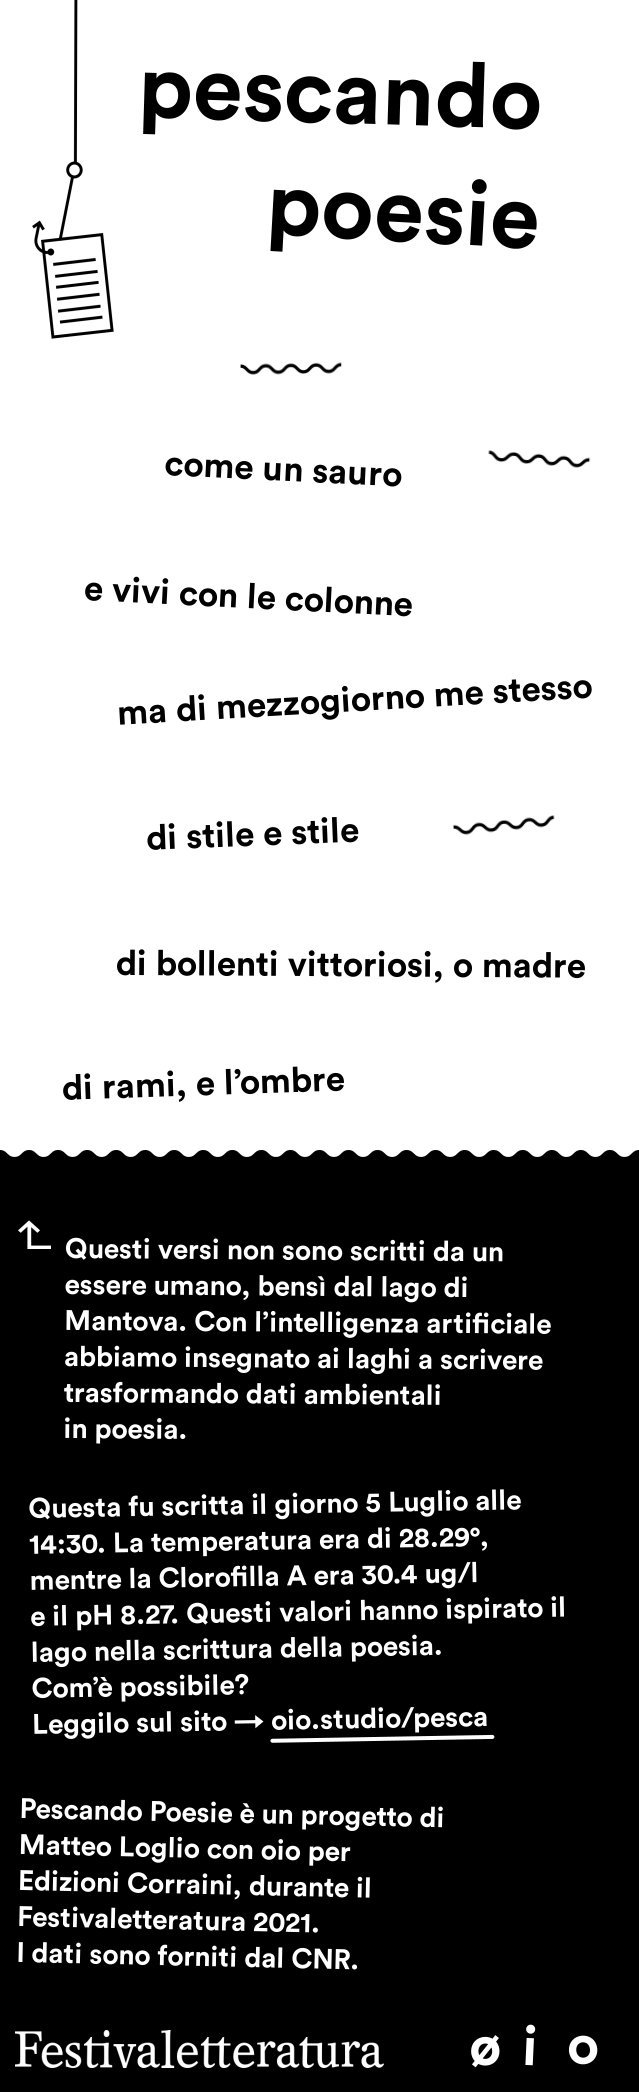 pescando
poesie
come un sauro
e vivi con le colonne
ma di mezzogiorno me stesso
di stile e stile
di bollenti vittoriosi, o madre
di rami, e l’ombre
Questi versi non sono scritti da un
essere umano, bensì dal lago di
Mantova. Con l’intelligenza artificiale
abbiamo insegnato ai laghi a scrivere
trasformando dati ambientali
in poesia.
Questa fu scritta il giorno 5 Luglio alle
14:30. La temperatura era di 28.29°,
mentre la Clorofilla A era 30.4 ug/l
e il pH 8.27. Questi valori hanno ispirato il
lago nella scrittura della poesia.
Com’è possibile?
Leggilo sul sito → oio.studio/pesca
Pescando Poesie è un progetto di
Matteo Loglio con oio per
Edizioni Corraini, durante il
Festivaletteratura 2021.
I dati sono forniti dal CNR.
Festivaletteratura øio